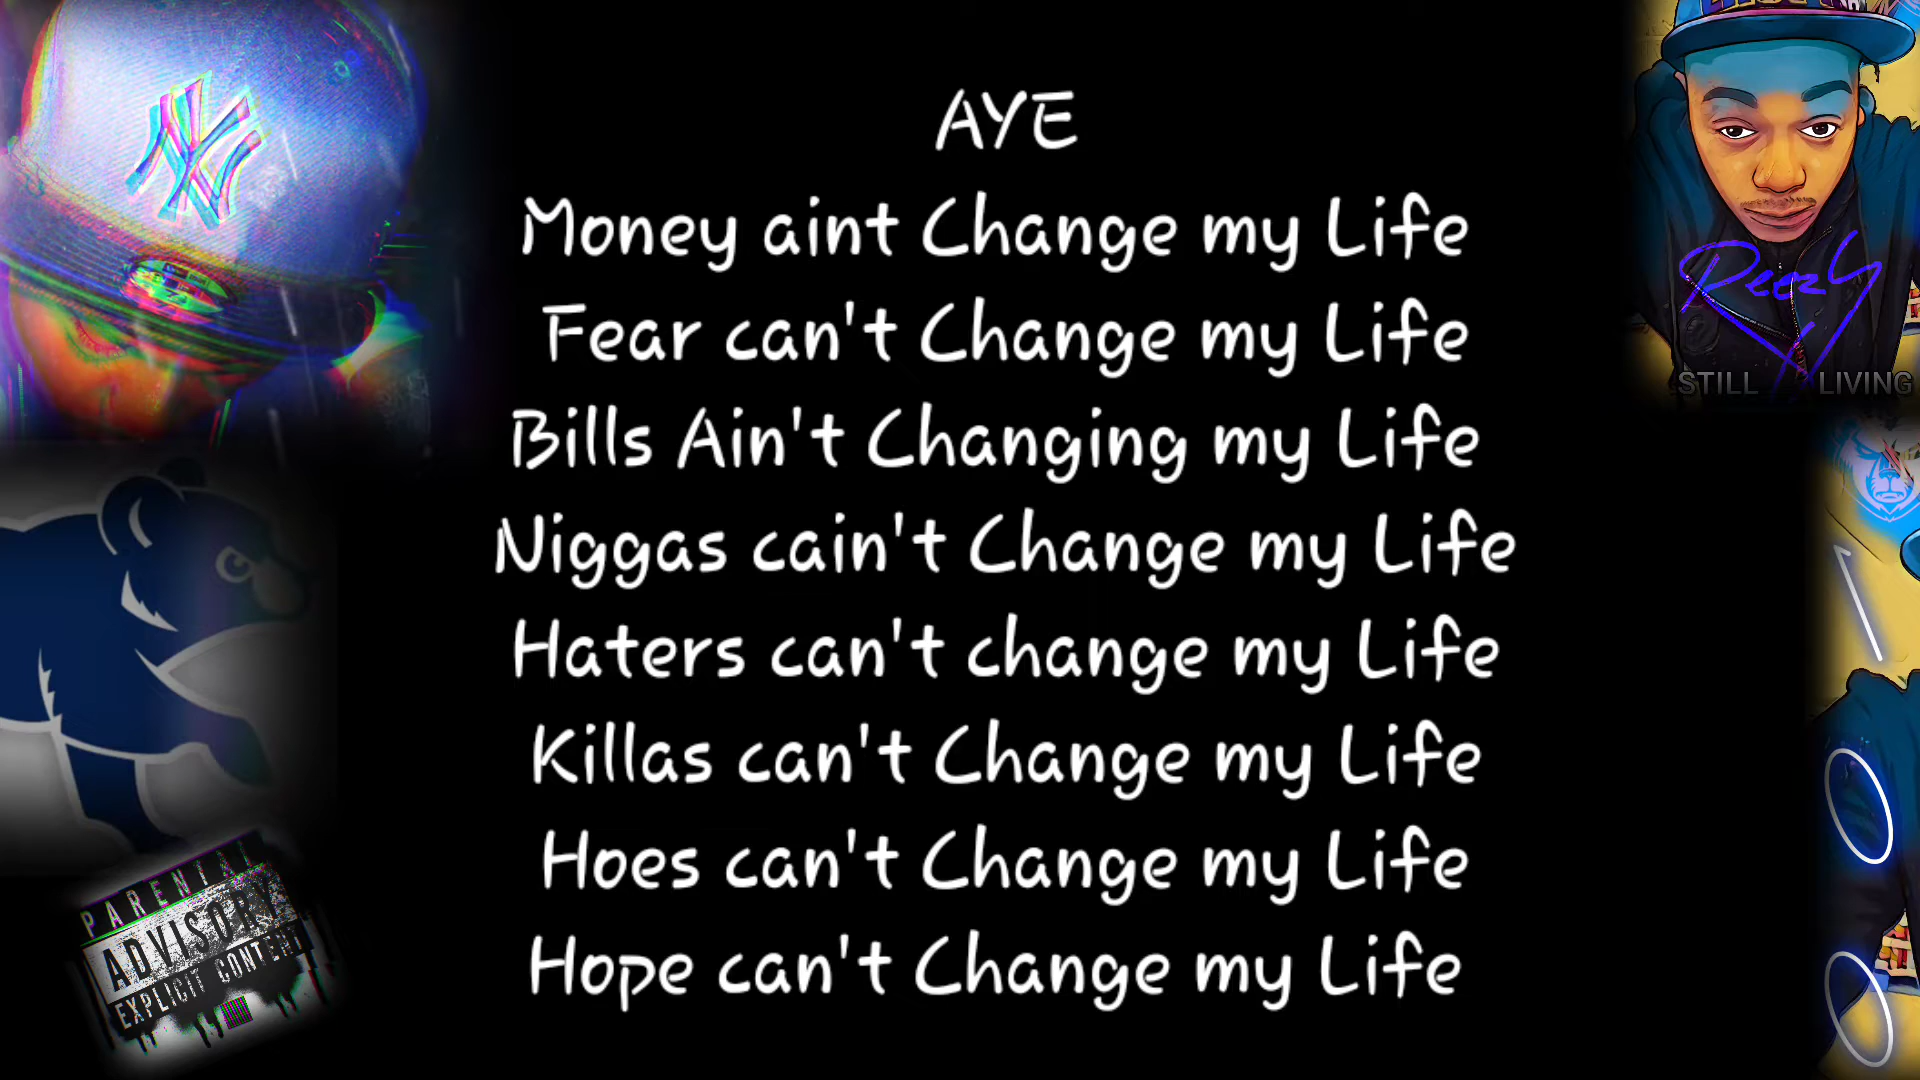 AYE
Money aint Change my Life
Fear can't Change my Life
Bills Ain't Changing my Life
Niggas cain't Change my Life
Haters can't change my Life
Killas can't Change my Life
Hoes can't Change my Life
Hope can't Change my Life
NY
PARENTAL
ADVISORY
EXPLICIT CONTENT
STILL LIVING